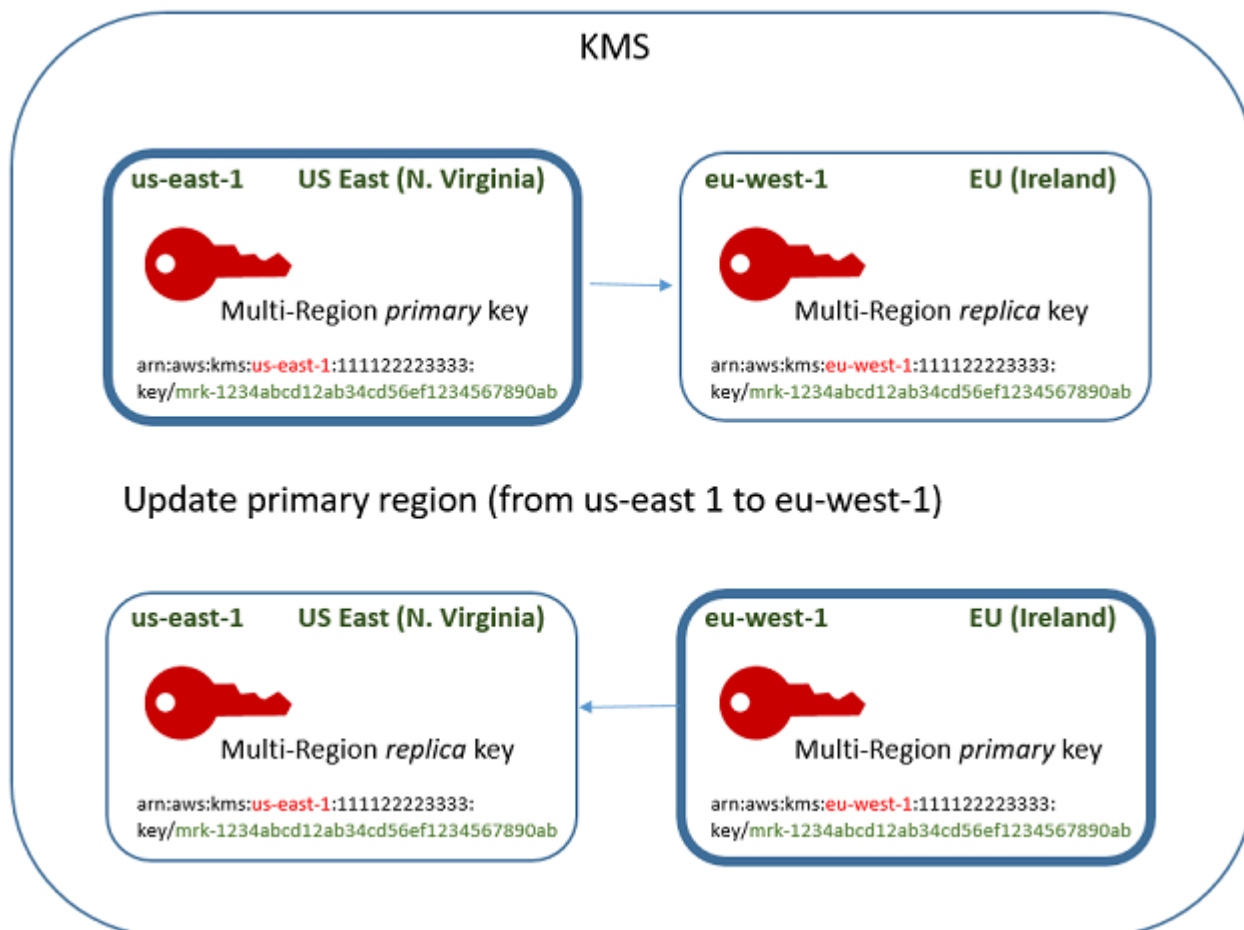 KMS
us-east-1 US East (N. Virginia)
Multi-Region primary key
arn:aws:kms:us-east-1:111122223333:
key/mrk-1234abcd12ab34cd56ef1234567890ab
eu-west-1 EU (Ireland)
Multi-Region replica key
arn:aws:kms:eu-west-1:111122223333:
key/mrk-1234abcd12ab34cd56ef1234567890ab
Update primary region (from us-east 1 to eu-west-1)
us-east-1 US East (N. Virginia)
Multi-Region replica key
arn:aws:kms:us-east-1:111122223333:
key/mrk-1234abcd12ab34cd56ef1234567890ab
eu-west-1 EU (Ireland)
Multi-Region primary key
arn:aws:kms:eu-west-1:111122223333:
key/mrk-1234abcd12ab34cd56ef1234567890ab